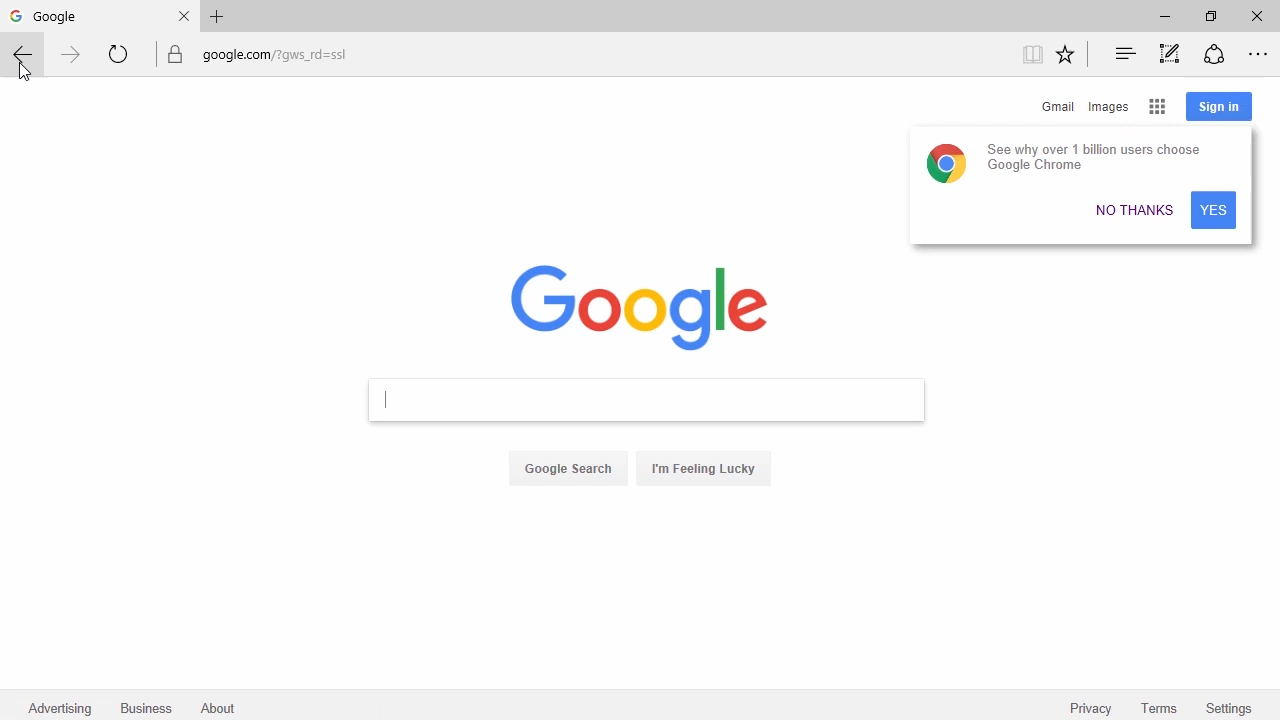 Google
google.com/?gws_rd=ssl
Gmail Images Sign in
See why over 1 billion users choose
Google Chrome
NO THANKS YES
Google
Google Search I'm Feeling Lucky
Advertising Business About Privacy Terms Settings